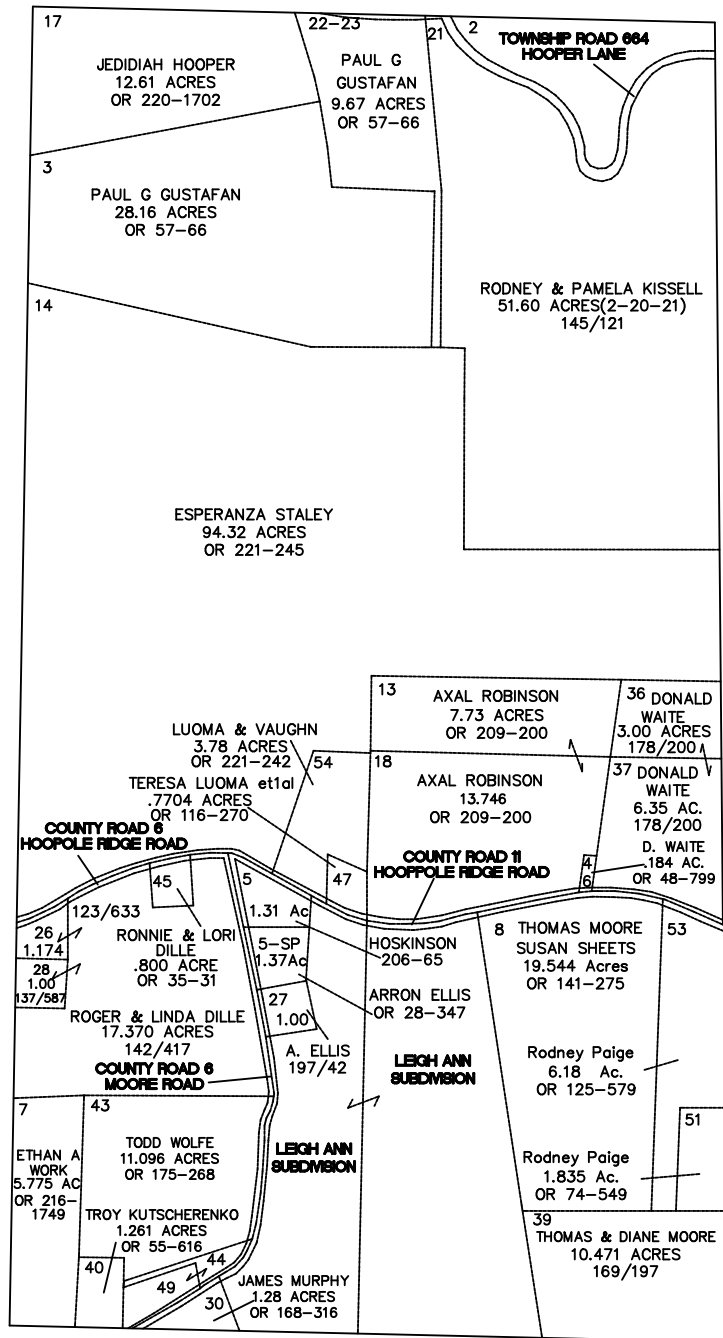 17
22-23
21
2
TOWNSHIP ROAD 664
HOOPER LANE
JEDIDIAH HOOPER
12.61 ACRES
OR 220-1702
PAUL G
GUSTAFAN
9.67 ACRES
OR 57-66
3
PAUL G GUSTAFAN
28.16 ACRES
OR 57-66
RODNEY & PAMELA KISSELL
51.60 ACRES(2-20-21)
145/121
14
ESPERANZA STALEY
94.32 ACRES
OR 221-245
13
AXAL ROBINSON
7.73 ACRES
OR 209-200
36
DONALD
WAITE
3.00 ACRES
178/200
LUOMA & VAUGHN
3.78 ACRES
OR 221-242
54
18
AXAL ROBINSON
13.746
OR 209-200
37
DONALD
WAITE
6.35 AC.
178/200
TERESA LUOMA et1al
.7704 ACRES
OR 116-270
D. WAITE
.184 AC.
OR 48-799
COUNTY ROAD 6
HOOPOLE RIDGE ROAD
COUNTY ROAD 11
HOOPPOLE RIDGE ROAD
4
6
45
5
47
123/633
1.31 Ac
26
1.174
28
1.00
137/587
RONNIE & LORI
DILLE
.800 ACRE
OR 35-31
5-SP
1.37Ac
HOSKINSON
206-65
8
THOMAS MOORE
SUSAN SHEETS
19.544 Acres
OR 141-275
53
27
1.00
ARRON ELLIS
OR 28-347
ROGER & LINDA DILLE
17.370 ACRES
142/417
A. ELLIS
197/42
COUNTY ROAD 6
MOORE ROAD
LEIGH ANN
SUBDIVISION
Rodney Paige
6.18 Ac.
OR 125-579
7
43
51
ETHAN A
WORK
5.775 AC
OR 216-
1749
TODD WOLFE
11.096 ACRES
OR 175-268
LEIGH ANN
SUBDIVISION
Rodney Paige
1.835 Ac.
OR 74-549
TROY KUTSCHERENKO
1.261 ACRES
OR 55-616
39
THOMAS & DIANE MOORE
10.471 ACRES
169/197
40
44
49
30
JAMES MURPHY
1.28 ACRES
OR 168-316